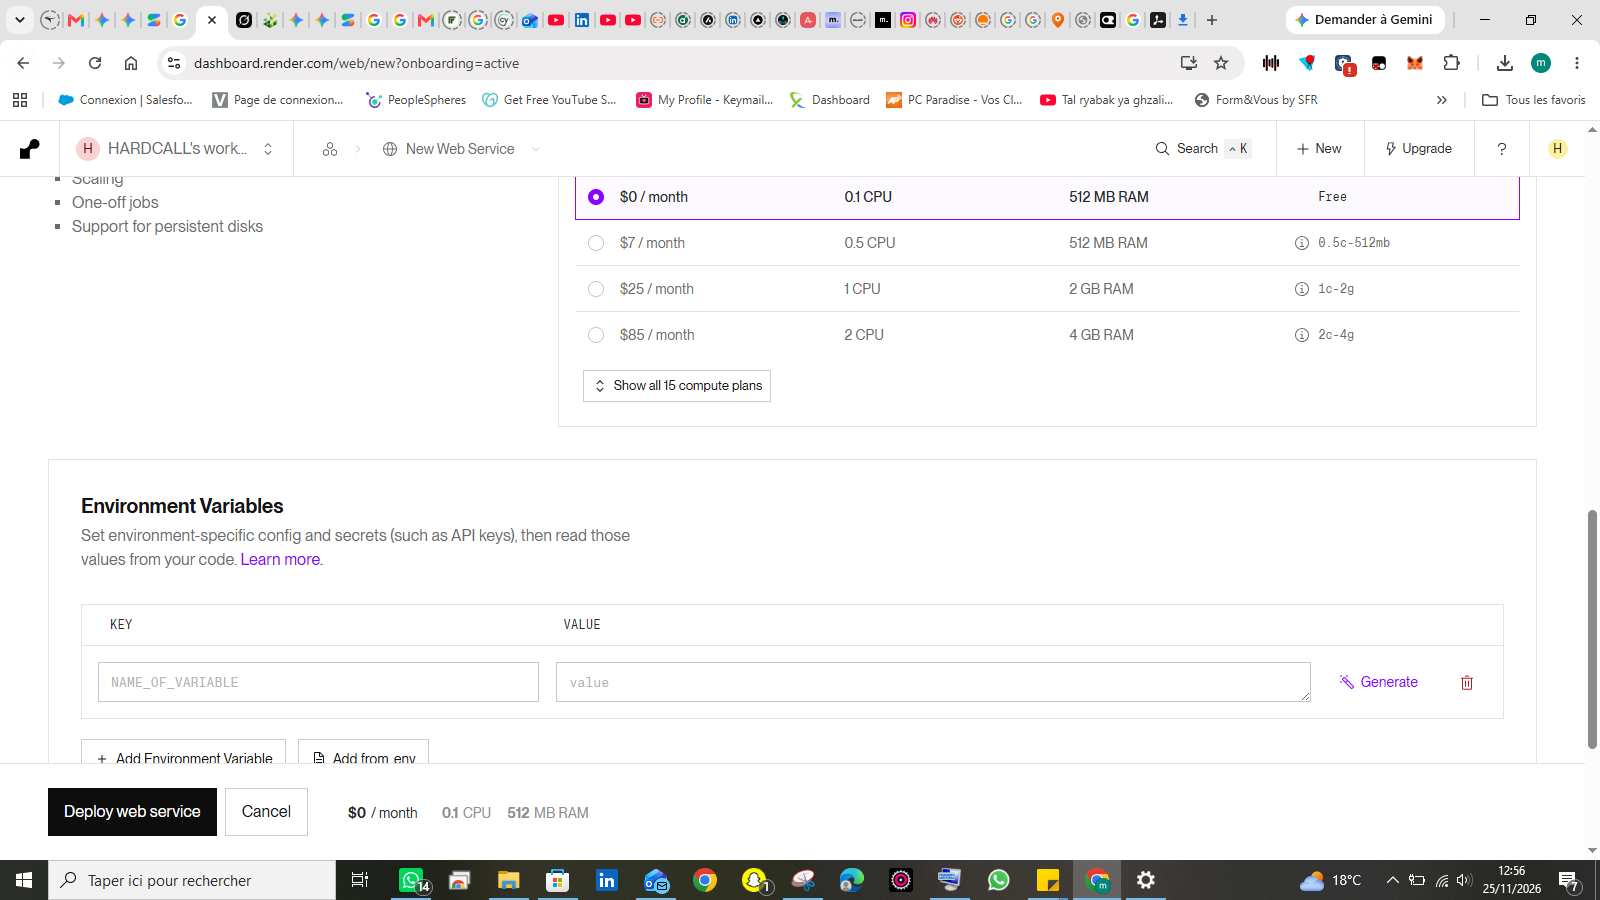 Demander à Gemini
dashboard.render.com/web/new?onboarding=active
Connexion | Salesfo...
Page de connexion...
PeopleSpheres
Get Free YouTube S...
My Profile - Keymail...
Dashboard
PC Paradise - Vos Cl...
Tal ryabak ya ghzali...
Form&Vous by SFR
»
Tous les favoris
H HARDCALL's work...
New Web Service
Search ^ K
+ New
Upgrade
?
H
Scaling
One-off jobs
Support for persistent disks
$0 / month 0.1 CPU 512 MB RAM Free
$7 / month 0.5 CPU 512 MB RAM 0.5c-512mb
$25 / month 1 CPU 2 GB RAM 1c-2g
$85 / month 2 CPU 4 GB RAM 2c-4g
Show all 15 compute plans
Environment Variables
Set environment-specific config and secrets (such as API keys), then read those
values from your code. Learn more.
KEY VALUE
NAME_OF_VARIABLE value Generate
+ Add Environment Variable Add from .env
Deploy web service Cancel $0 / month 0.1 CPU 512 MB RAM
Taper ici pour rechercher
14
1
18°C
12:56
25/11/2026
7